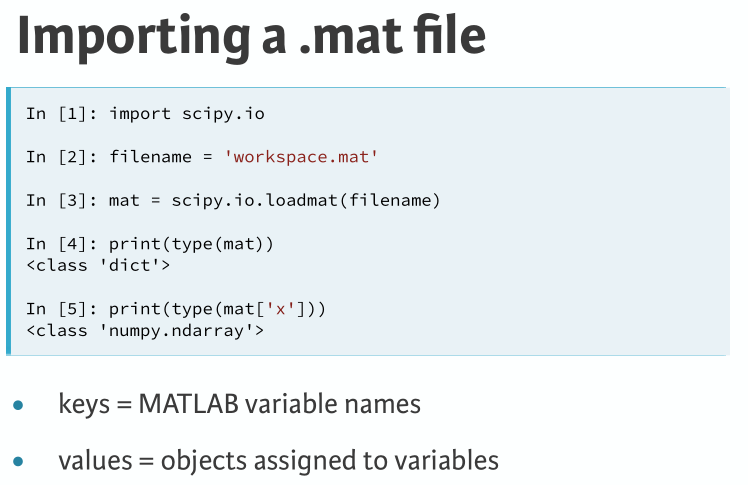 Importing a .mat file
In [1]: import scipy.io
In [2]: filename = 'workspace.mat'
In [3]: mat = scipy.io.loadmat(filename)
In [4]: print(type(mat))
<class 'dict'>
In [5]: print(type(mat['x']))
<class 'numpy.ndarray'>
• keys = MATLAB variable names
• values = objects assigned to variables